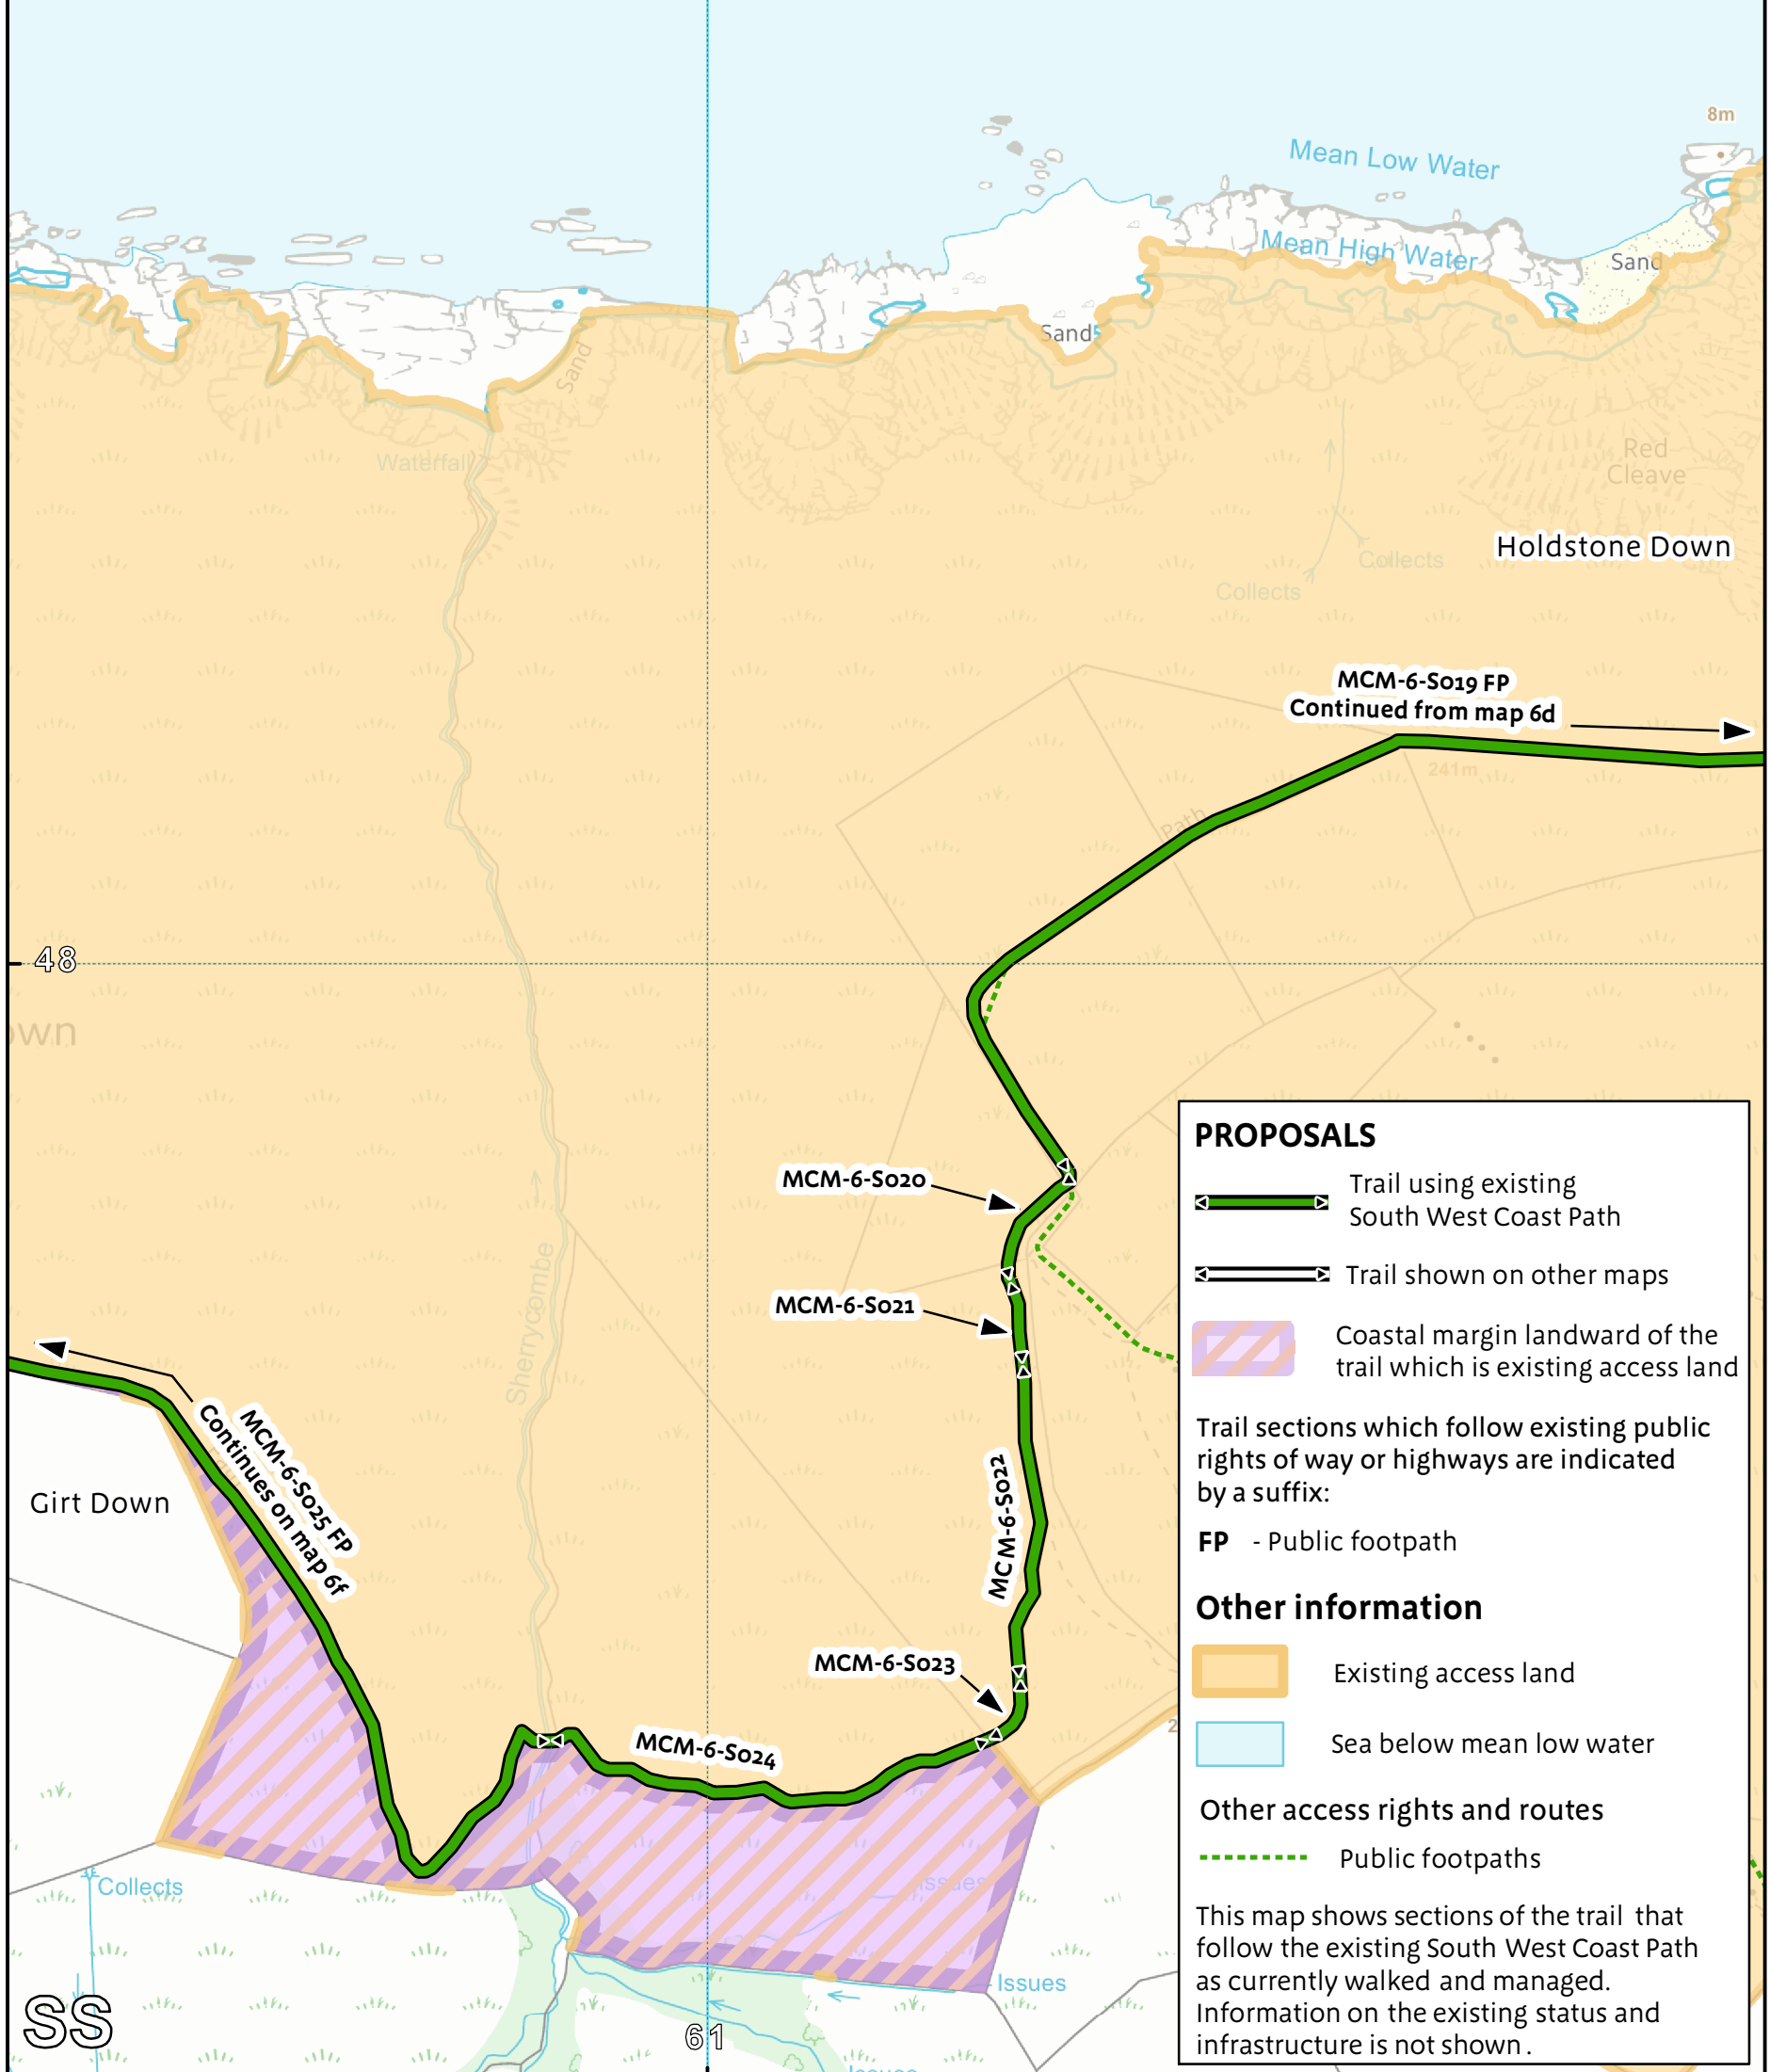 8m
Mean Low Water
Mean High Water
Sand
Sand
Sand
Waterfall
Red
Cleave
Holdstone Down
Collects
Collects
MCM-6-S019 FP
Continued from map 6d
241m
Path
48
own
MCM-6-S020
MCM-6-S021
Sherrycombe
MCM-6-S025 FP
Continues on map 6f
Girt Down
MCM-6-S022
MCM-6-S023
MCM-6-S024
2
Collects
Issues
Issues
Issues
SS
61
PROPOSALS
Trail using existing
South West Coast Path
Trail shown on other maps
Coastal margin landward of the
trail which is existing access land
Trail sections which follow existing public
rights of way or highways are indicated
by a suffix:
FP - Public footpath
Other information
Existing access land
Sea below mean low water
Other access rights and routes
Public footpaths
This map shows sections of the trail that
follow the existing South West Coast Path
as currently walked and managed.
Information on the existing status and
infrastructure is not shown .